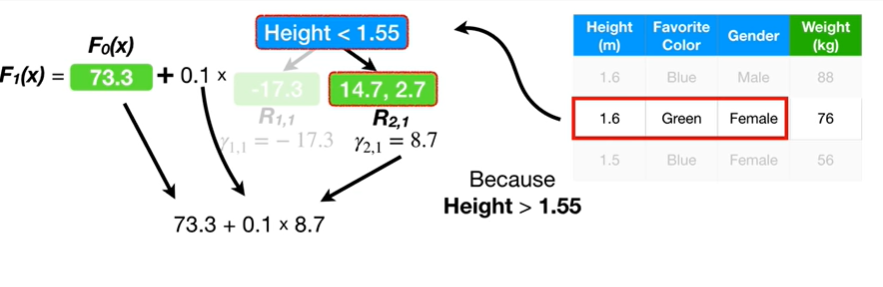 F₀(x)
F₁(x) = 73.3 + 0.1 ×
Height < 1.55
-17.3
14.7, 2.7
R₁,₁
R₂,₁
γ₁,₁ = − 17.3
γ₂,₁ = 8.7
73.3 + 0.1 × 8.7
Because
Height > 1.55
Height (m) Favorite Color Gender Weight (kg)
1.6 Blue Male 88
1.6 Green Female 76
1.5 Blue Female 56